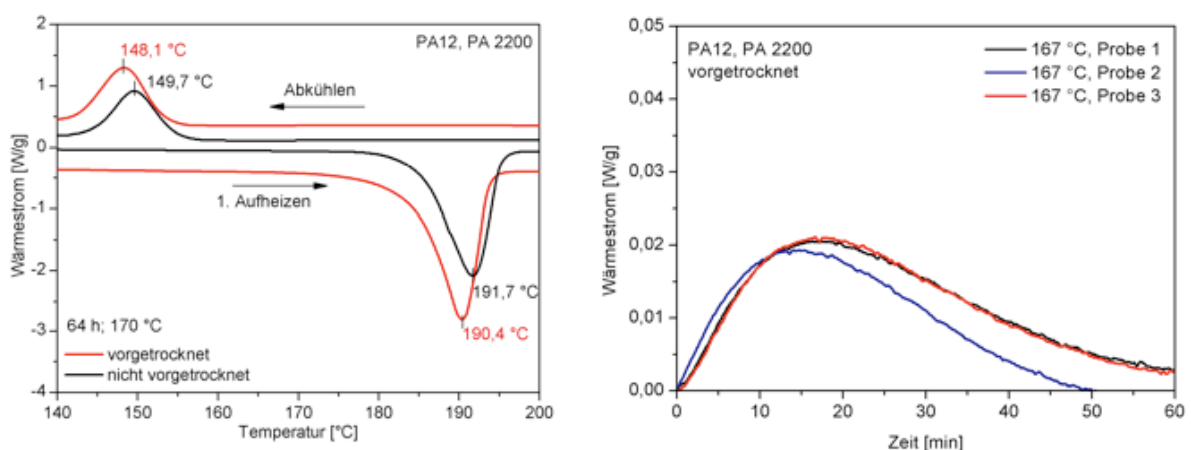 2
1
0
-1
-2
-3
-4
Wärmestrom [W/g]
PA12, PA 2200
148,1 °C
149,7 °C
Abkühlen
1. Aufheizen
191,7 °C
190,4 °C
64 h; 170 °C
vorgetrocknet
nicht vorgetrocknet
140 150 160 170 180 190 200
Temperatur [°C]
0,05
0,04
0,03
0,02
0,01
0,00
Wärmestrom [W/g]
PA12, PA 2200
vorgetrocknet
167 °C, Probe 1
167 °C, Probe 2
167 °C, Probe 3
0 10 20 30 40 50 60
Zeit [min]